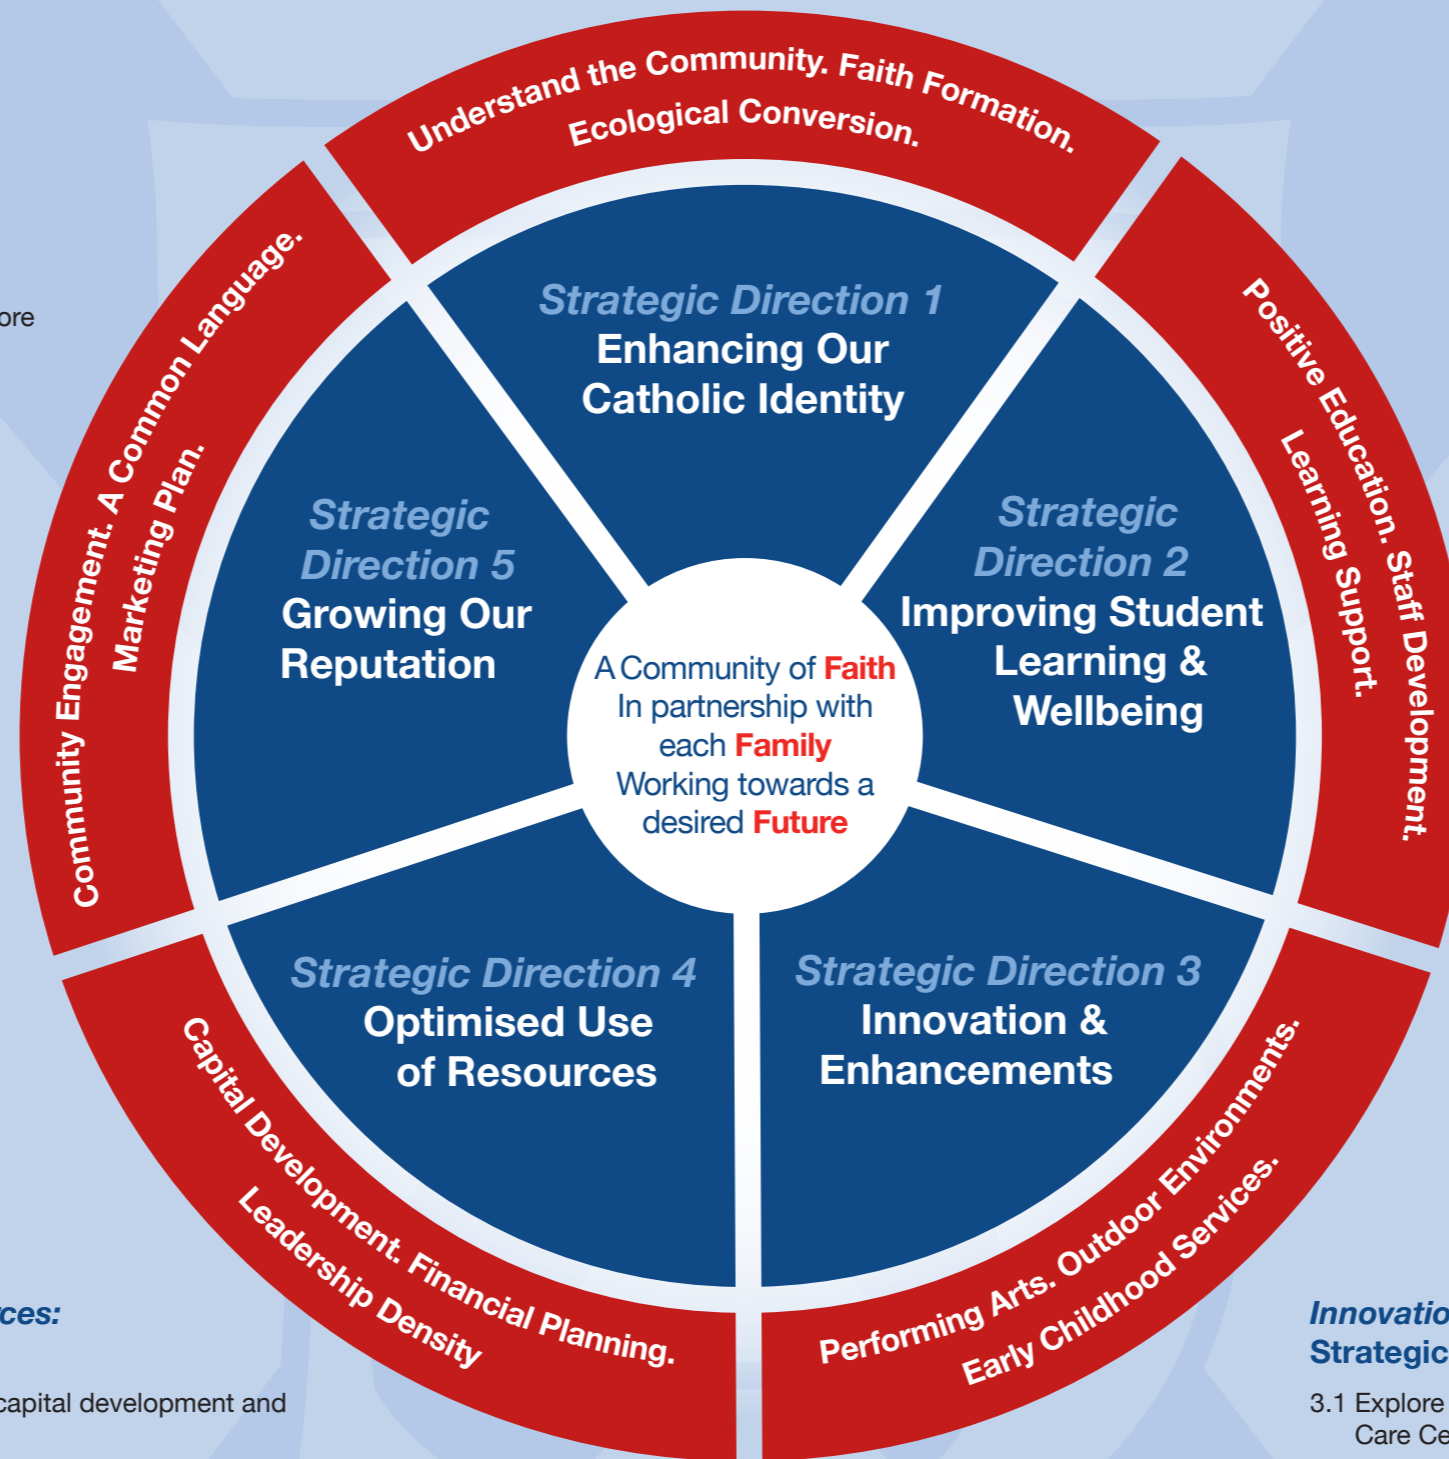 Understand the Community. Faith Formation.
Ecological Conversion.
Strategic Direction 1
Enhancing Our
Catholic Identity
Positive Education. Staff Development.
Learning Support.
Strategic
Direction 2
Improving Student
Learning &
Wellbeing
Performing Arts. Outdoor Environments.
Early Childhood Services.
Strategic Direction 3
Innovation &
Enhancements
Capital Development. Financial Planning.
Leadership Density
Strategic Direction 4
Optimised Use
of Resources
Community Engagement. A Common Language.
Marketing Plan.
Strategic
Direction 5
Growing Our
Reputation
A Community of Faith
In partnership with
each Family
Working towards a
desired Future
capital development and
Strategic
3.1 Explore
Care